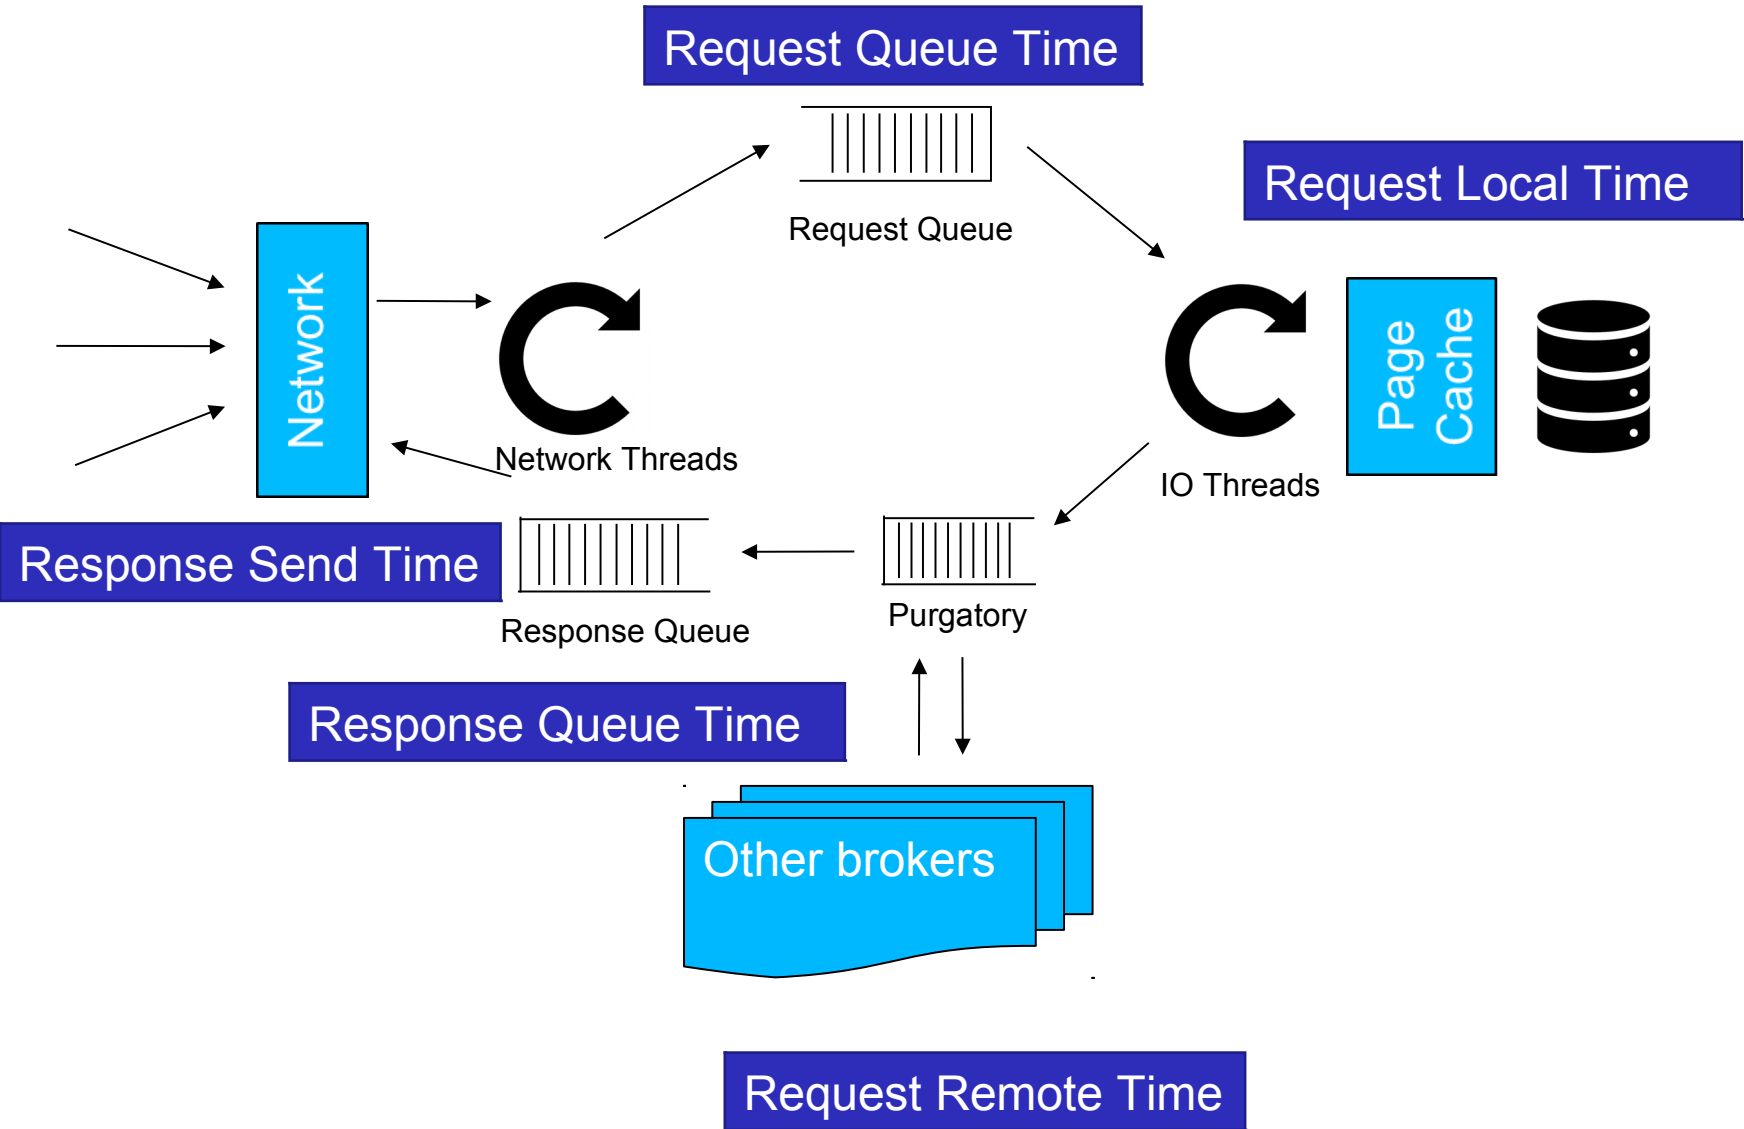 Request Queue Time
Request Queue
Request Local Time
Network
Network Threads
IO Threads
Page
Cache
Response Send Time
Response Queue
Purgatory
Response Queue Time
Other brokers
Request Remote Time